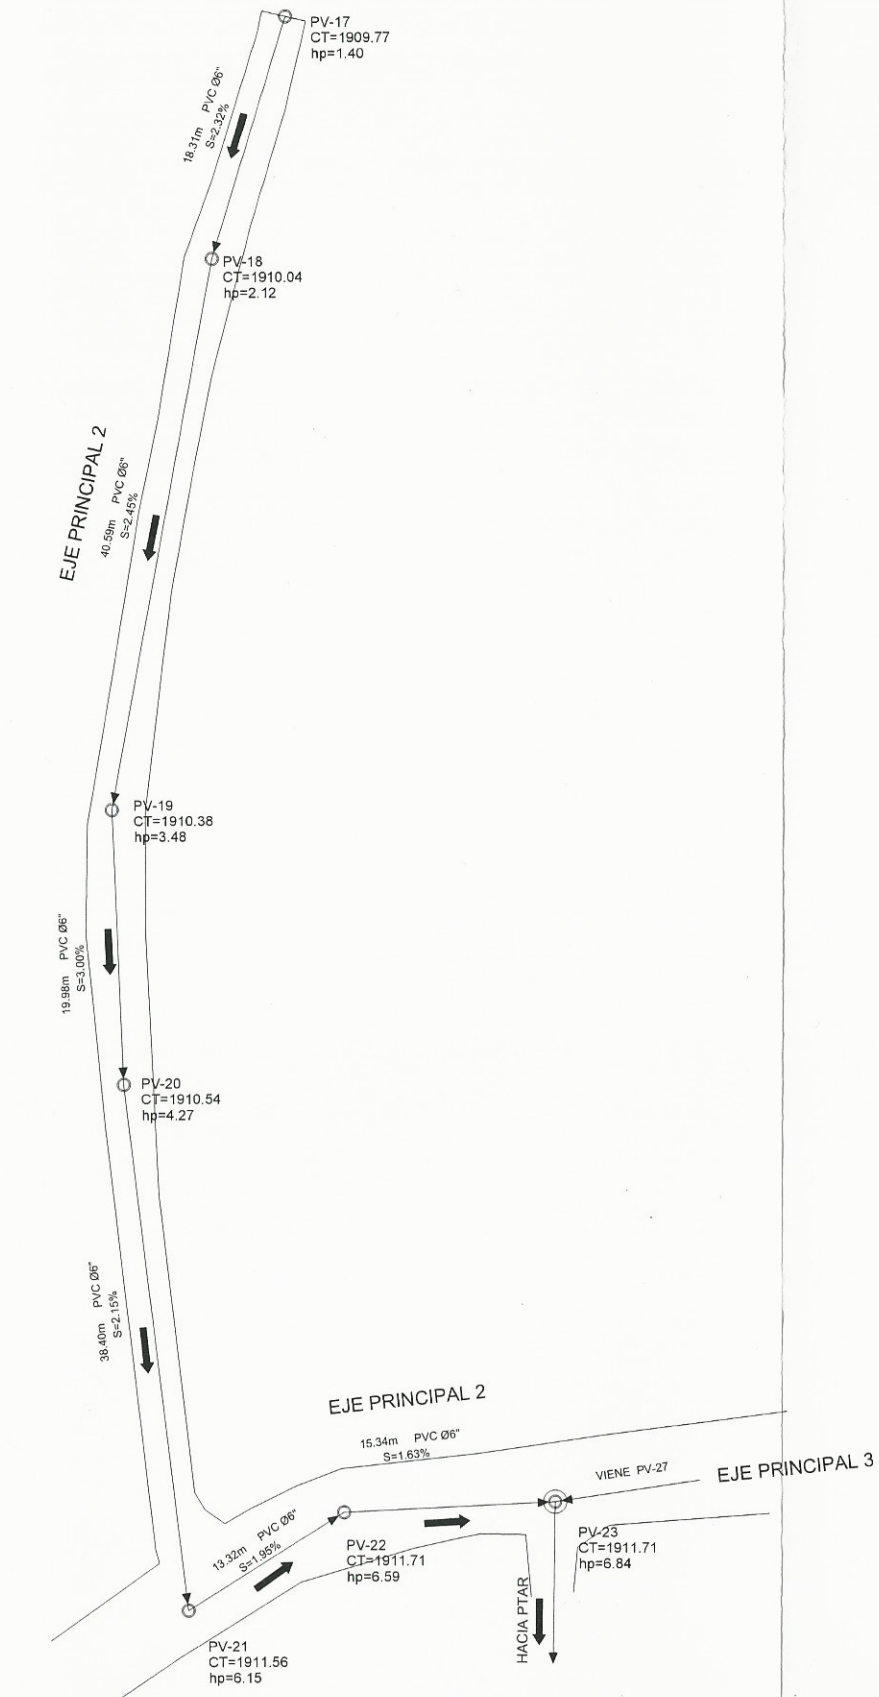 PV-17
CT=1909.77
hp=1.40
18.31m PVC Ø6"
S=2.32%
PV-18
CT=1910.04
hp=2.12
EJE PRINCIPAL 2
40.59m PVC Ø6"
S=2.45%
PV-19
CT=1910.38
hp=3.48
19.98m PVC Ø6"
S=3.00%
PV-20
CT=1910.54
hp=4.27
38.40m PVC Ø6"
S=2.15%
EJE PRINCIPAL 2
15.34m PVC Ø6"
S=1.63%
VIENE PV-27
EJE PRINCIPAL 3
13.32m PVC Ø6"
S=1.95%
PV-22
CT=1911.71
hp=6.59
PV-23
CT=1911.71
hp=6.84
HACIA PTAR
PV-21
CT=1911.56
hp=6.15